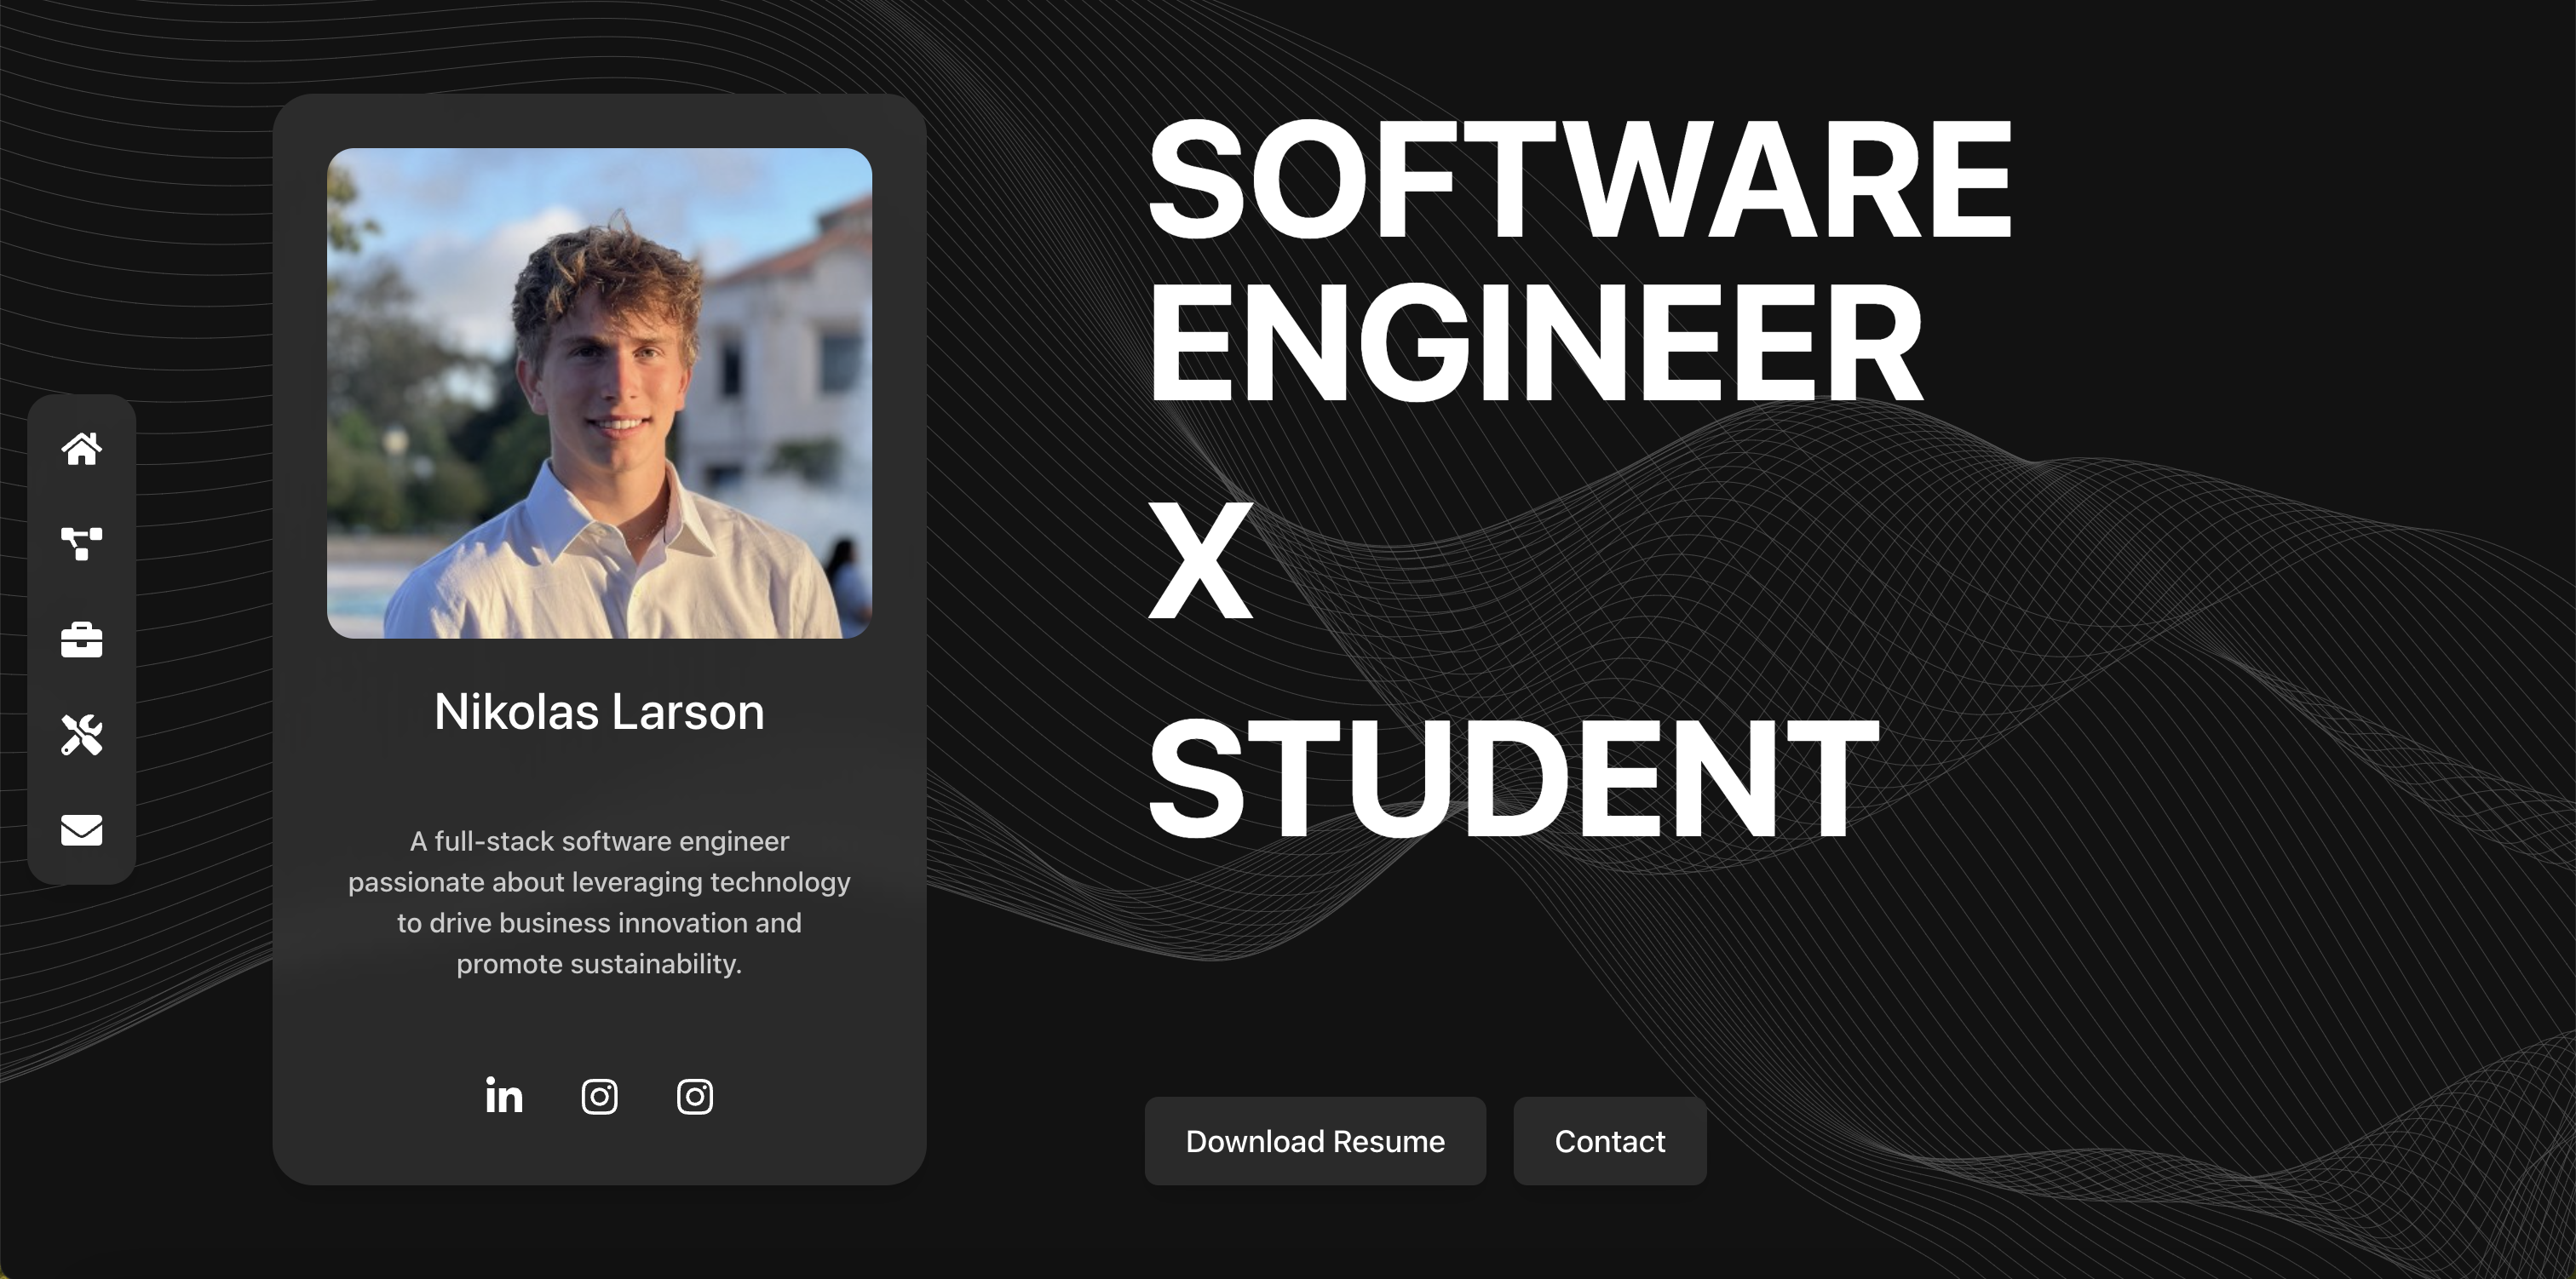 Nikolas Larson
A full-stack software engineer
passionate about leveraging technology
to drive business innovation and
promote sustainability.
in
SOFTWARE
ENGINEER
X
STUDENT
Download Resume
Contact